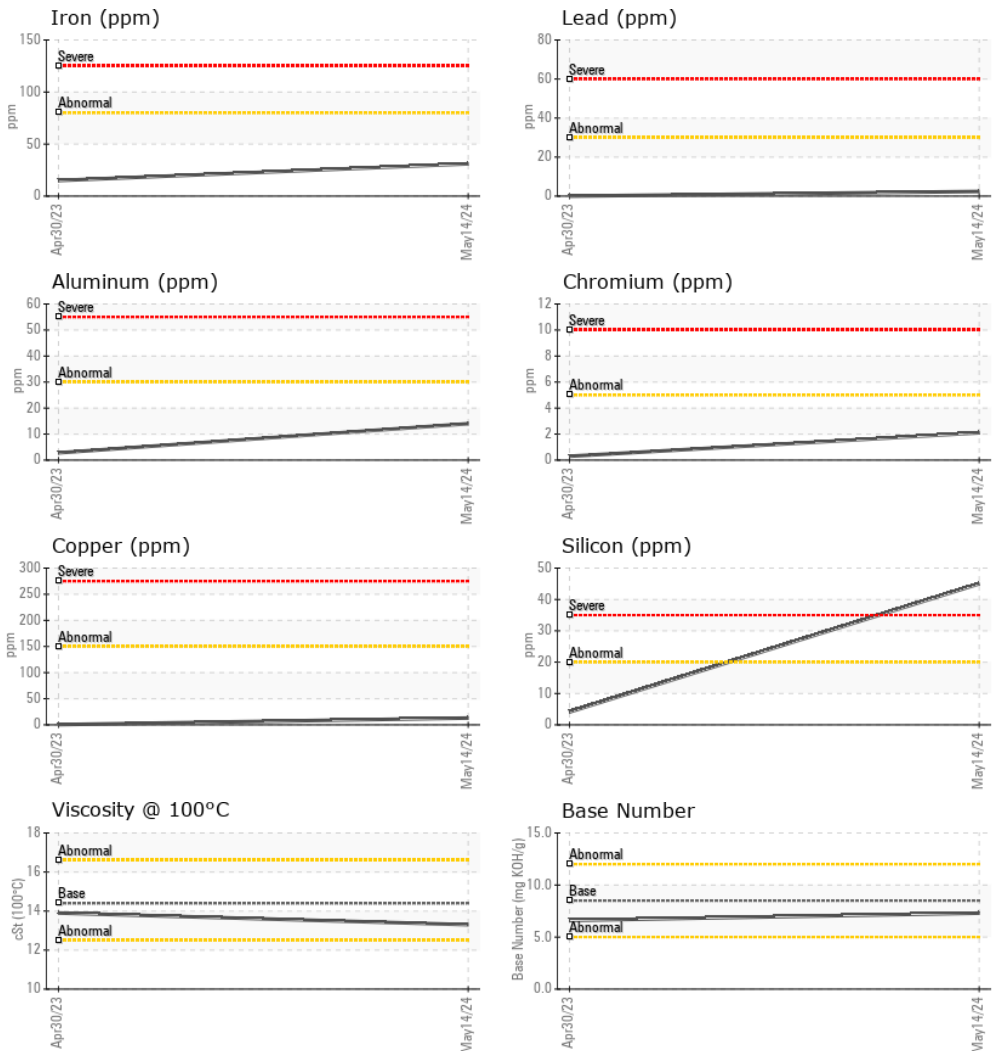 Iron (ppm)
150
100
50
0
ppm
Severe
Abnormal
Apr30/23
May14/24
Lead (ppm)
80
60
40
20
0
ppm
Severe
Abnormal
Apr30/23
May14/24
Aluminum (ppm)
60
50
40
30
20
10
0
ppm
Severe
Abnormal
Apr30/23
May14/24
Chromium (ppm)
12
10
8
6
4
2
0
ppm
Severe
Abnormal
Apr30/23
May14/24
Copper (ppm)
300
250
200
150
100
50
0
ppm
Severe
Abnormal
Apr30/23
May14/24
Silicon (ppm)
50
40
30
20
10
0
ppm
Severe
Abnormal
Apr30/23
May14/24
Viscosity @ 100°C
18
16
14
12
10
cSt (100°C)
Abnormal
Base
Abnormal
Apr30/23
May14/24
Base Number
15.0
10.0
5.0
0.0
Base Number (mg KOH/g)
Abnormal
Base
Abnormal
Apr30/23
May14/24